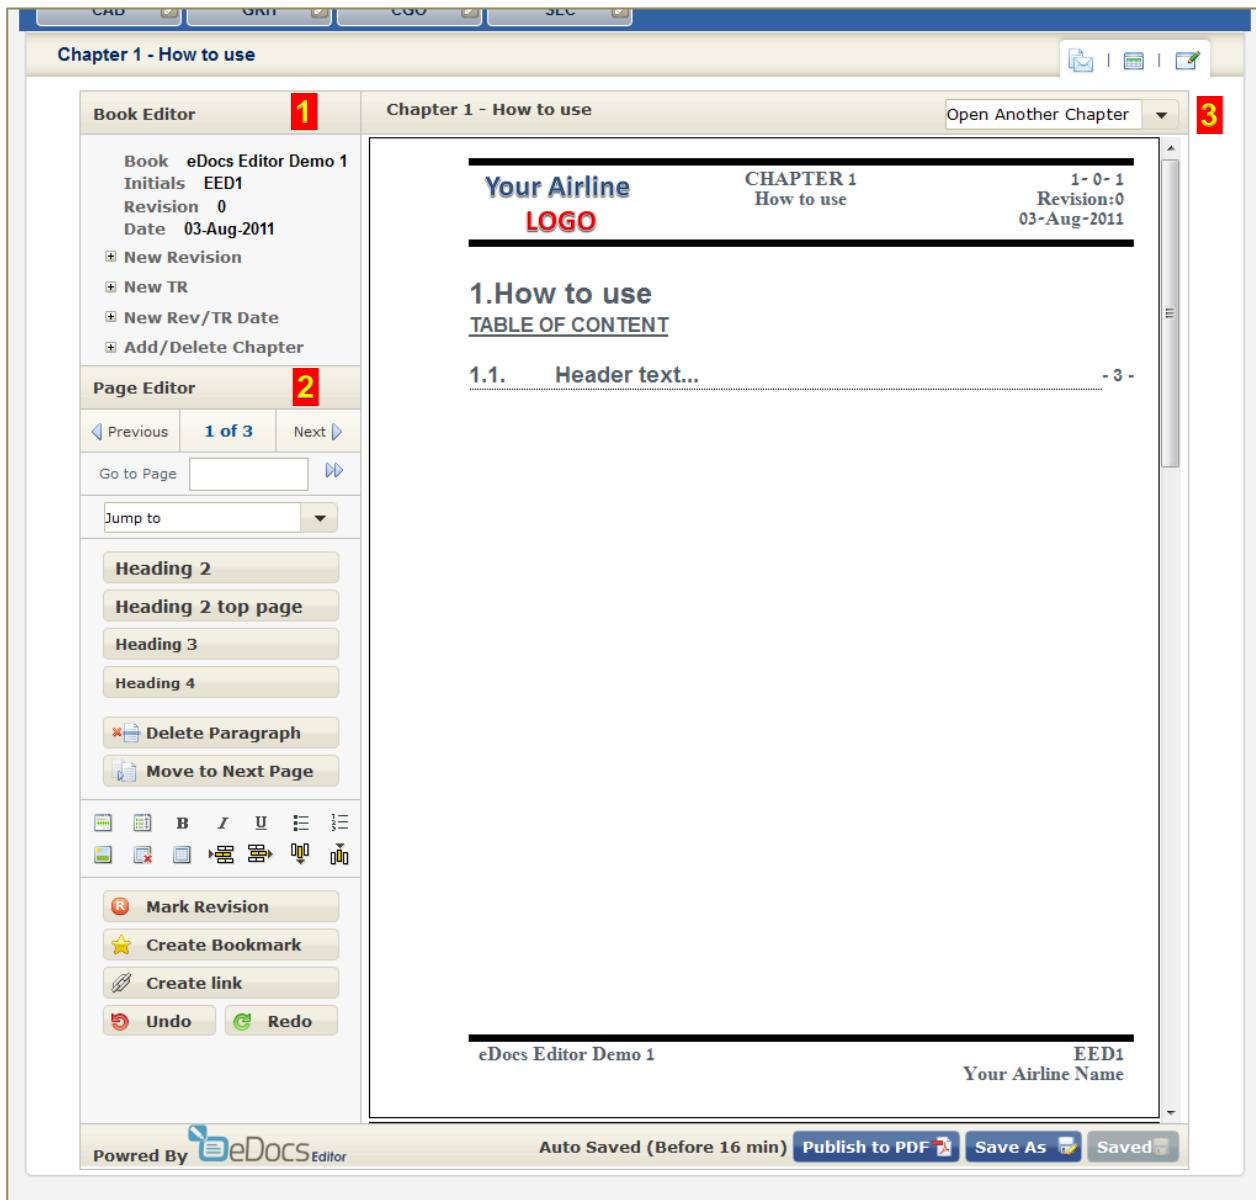 CAB GRH CGO SEC
Chapter 1 - How to use
Book Editor 1
Chapter 1 - How to use
Open Another Chapter 3
Book eDocs Editor Demo 1
Initials EED1
Revision 0
Date 03-Aug-2011
New Revision
New TR
New Rev/TR Date
Add/Delete Chapter
Page Editor 2
Previous 1 of 3 Next
Go to Page
Jump to
Heading 2
Heading 2 top page
Heading 3
Heading 4
Delete Paragraph
Move to Next Page
B I U
R Mark Revision
Create Bookmark
Create link
Undo Redo
Your Airline
LOGO
CHAPTER 1
How to use
1- 0- 1
Revision:0
03-Aug-2011
1.How to use
TABLE OF CONTENT
1.1. Header text... - 3 -
eDocs Editor Demo 1
EED1
Your Airline Name
Powred By eDocs Editor
Auto Saved (Before 16 min) Publish to PDF Save As Saved